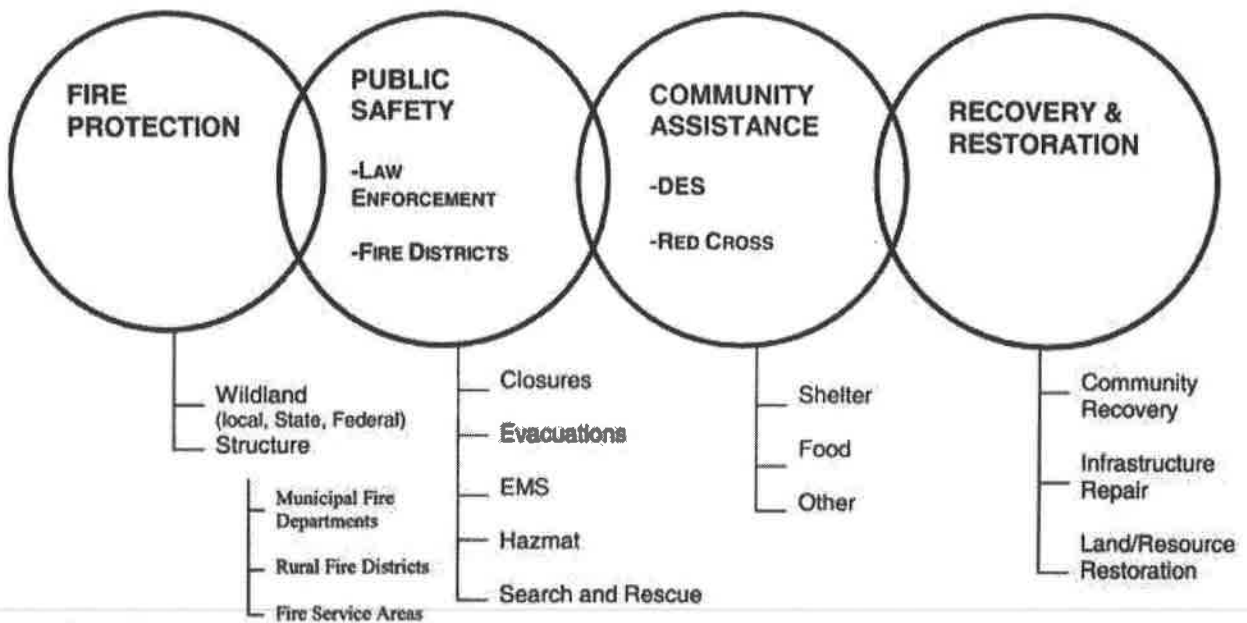 FIRE
PROTECTION
PUBLIC
SAFETY
-LAW
ENFORCEMENT
-FIRE DISTRICTS
COMMUNITY
ASSISTANCE
-DES
-RED CROSS
RECOVERY &
RESTORATION
Wildland
(local, State, Federal)
Structure
Municipal Fire
Departments
Rural Fire Districts
Fire Service Areas
Closures
Evacuations
EMS
Hazmat
Search and Rescue
Shelter
Food
Other
Community
Recovery
Infrastructure
Repair
Land/Resource
Restoration